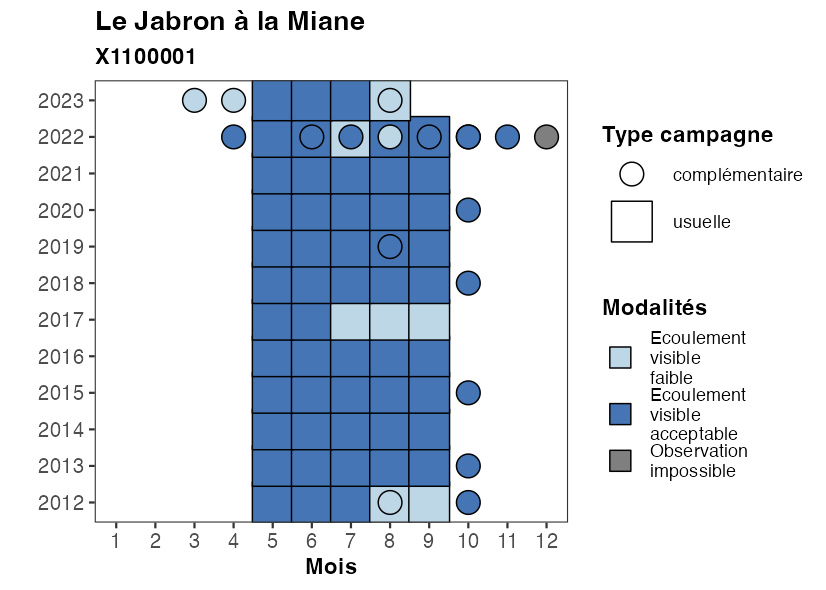 Le Jabron à la Miane
X1100001
2023
2022
2021
2020
2019
2018
2017
2016
2015
2014
2013
2012
1 2 3 4 5 6 7 8 9 10 11 12
Mois
Type campagne
complémentaire
usuelle
Modalités
Ecoulement
visible
faible
Ecoulement
visible
acceptable
Observation
impossible